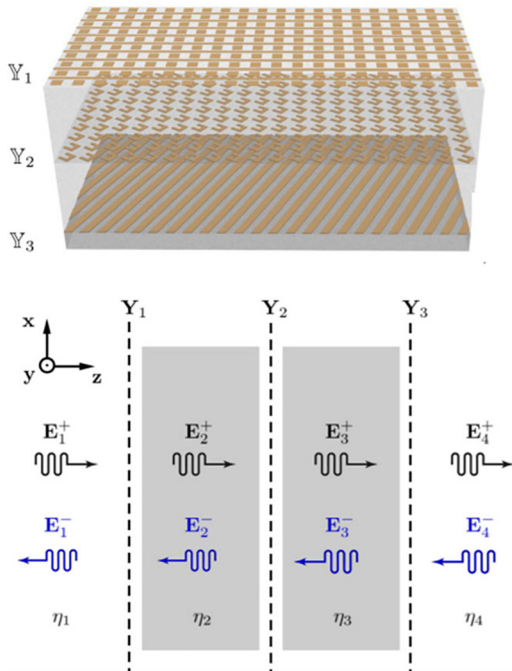 𝕐₁
𝕐₂
𝕐₃
Y₁ Y₂ Y₃
x
y z
E₁⁺ E₂⁺ E₃⁺ E₄⁺
E₁⁻ E₂⁻ E₃⁻ E₄⁻
η₁ η₂ η₃ η₄